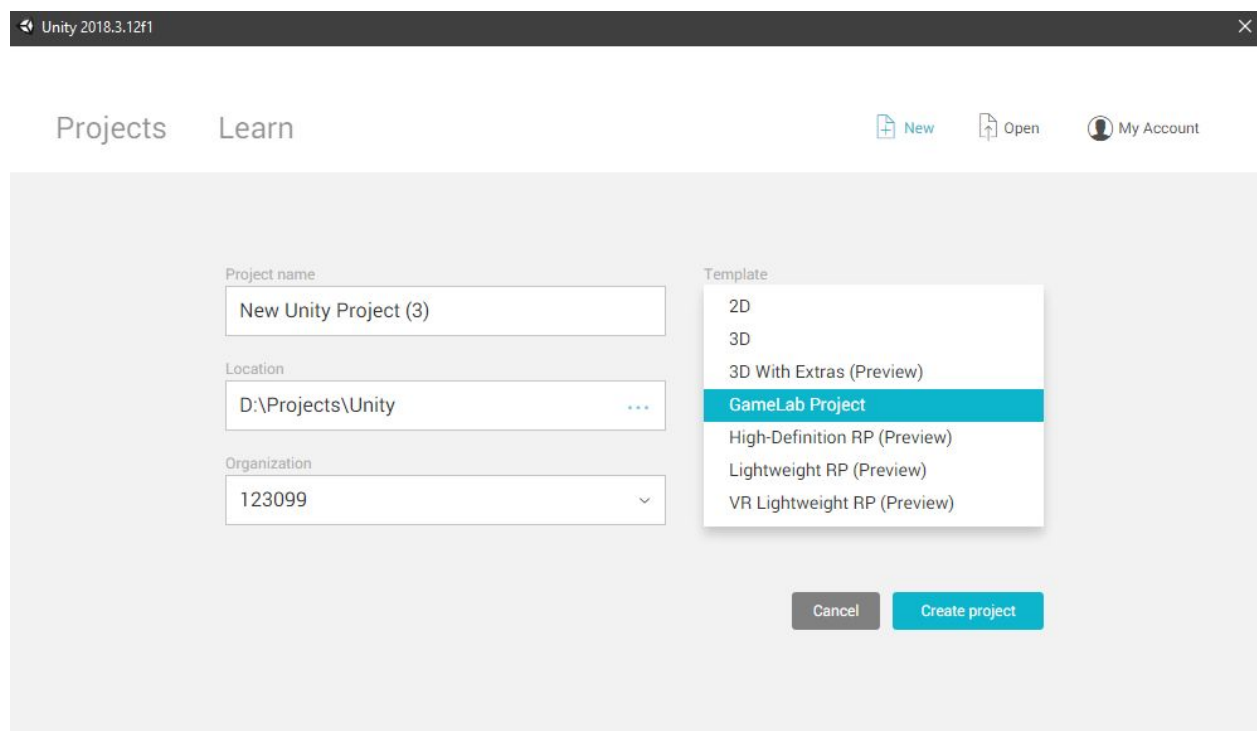 Unity 2018.3.12f1
Projects Learn New Open My Account
Project name
New Unity Project (3)
Location
D:\Projects\Unity
Organization
123099
Template
2D
3D
3D With Extras (Preview)
GameLab Project
High-Definition RP (Preview)
Lightweight RP (Preview)
VR Lightweight RP (Preview)
Cancel Create project